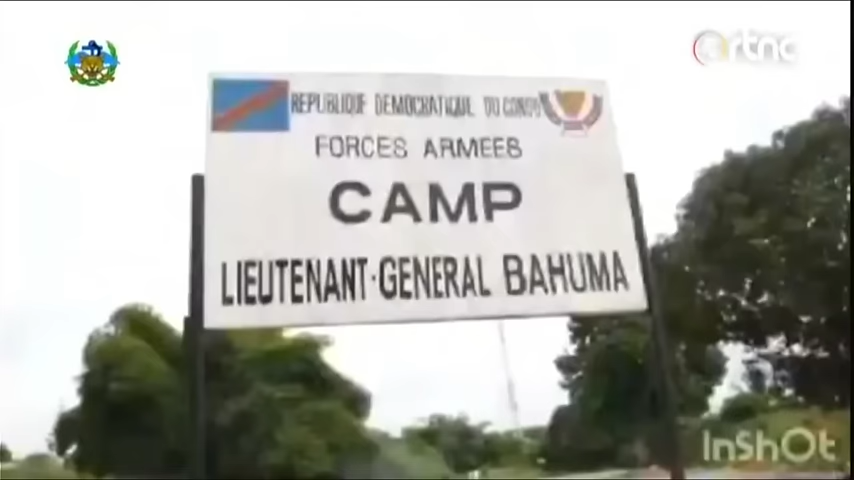 rtnc
REPUBLIQUE DEMOCRATIQUE DU CONGO
FORCES ARMEES
CAMP
LIEUTENANT-GENERAL BAHUMA
InShOt